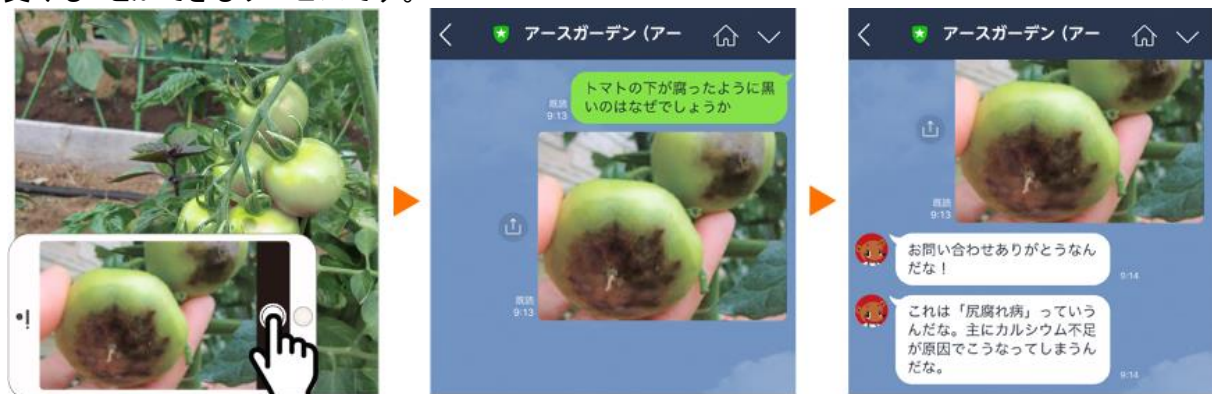 アースガーデン (アー
トマトの下が腐ったように黒
いのはなぜでしょうか
既読
9:13
既読
9:13
アースガーデン (アー
既読
9:13
お問い合わせありがとうなん
だな！
9:14
これは「尻腐れ病」っていう
んだな。主にカルシウム不足
が原因でこうなってしまうん
だな。
9:14